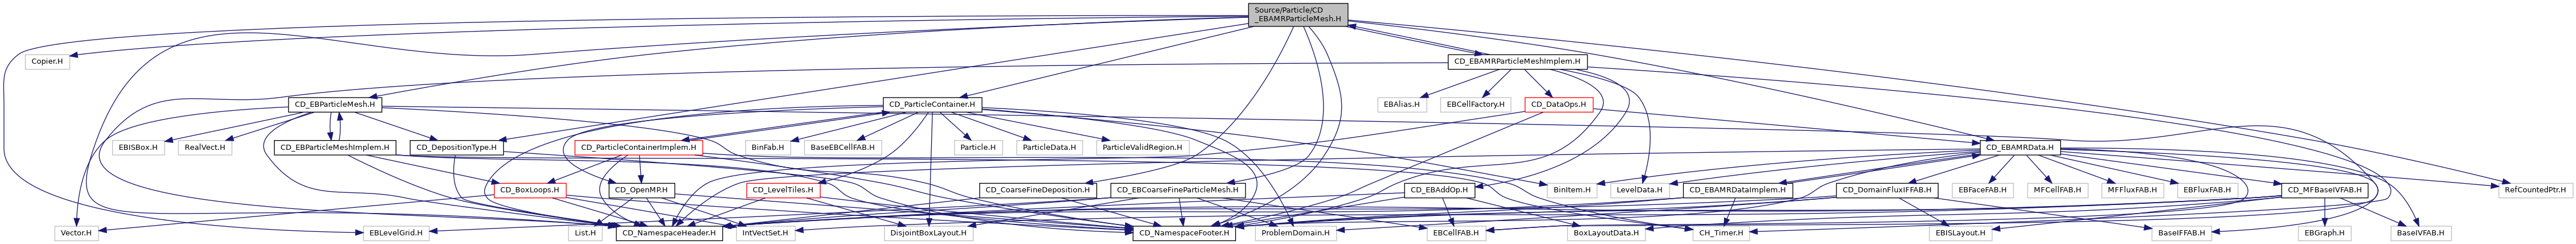 Source/Particle/CD
_EBAMRParticleMesh.H
Copier.H
CD_EBAMRParticleMeshImplem.H
CD_EBParticleMesh.H
CD_ParticleContainer.H
EBAlias.H
EBCellFactory.H
CD_DataOps.H
EBISBox.H
RealVect.H
CD_EBParticleMeshImplem.H
CD_DepositionType.H
CD_ParticleContainerImplem.H
BinFab.H
BaseEBCellFAB.H
Particle.H
ParticleData.H
ParticleValidRegion.H
CD_EBAMRData.H
CD_BoxLoops.H
CD_OpenMP.H
CD_LevelTiles.H
CD_CoarseFineDeposition.H
CD_EBCoarseFineParticleMesh.H
CD_EBAddOp.H
BinItem.H
LevelData.H
CD_EBAMRDataImplem.H
CD_DomainFluxIFFAB.H
EBFaceFAB.H
MFCellFAB.H
MFFluxFAB.H
EBFluxFAB.H
CD_MFBaseIVFAB.H
RefCountedPtr.H
Vector.H
EBLevelGrid.H
List.H
CD_NamespaceHeader.H
IntVectSet.H
DisjointBoxLayout.H
CD_NamespaceFooter.H
ProblemDomain.H
EBCellFAB.H
BoxLayoutData.H
CH_Timer.H
EBISLayout.H
BaseIFFAB.H
EBGraph.H
BaseIVFAB.H